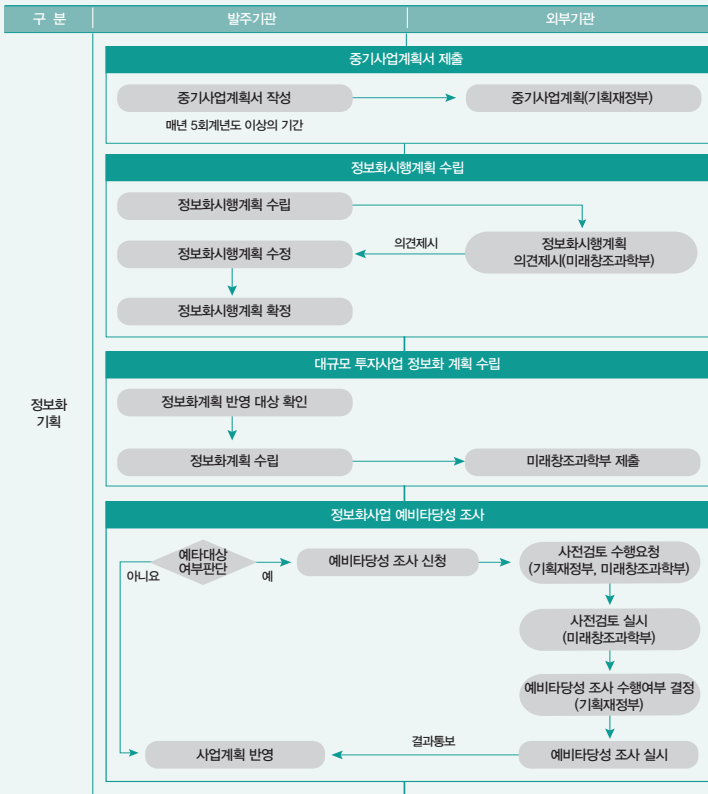 구 분
발주기관
외부기관
정보화
기획
중기사업계획서 제출
중기사업계획서 작성
중기사업계획(기획재정부)
매년 5회계년도 이상의 기간
정보화시행계획 수립
정보화시행계획 수립
정보화시행계획 수정
의견제시
정보화시행계획
의견제시(미래창조과학부)
정보화시행계획 확정
대규모 투자사업 정보화 계획 수립
정보화계획 반영 대상 확인
정보화계획 수립
미래창조과학부 제출
정보화사업 예비타당성 조사
예타대상
여부판단
아니요
예
예비타당성 조사 신청
사전검토 수행요청
(기획재정부, 미래창조과학부)
사전검토 실시
(미래창조과학부)
예비타당성 조사 수행여부 결정
(기획재정부)
사업계획 반영
결과통보
예비타당성 조사 실시